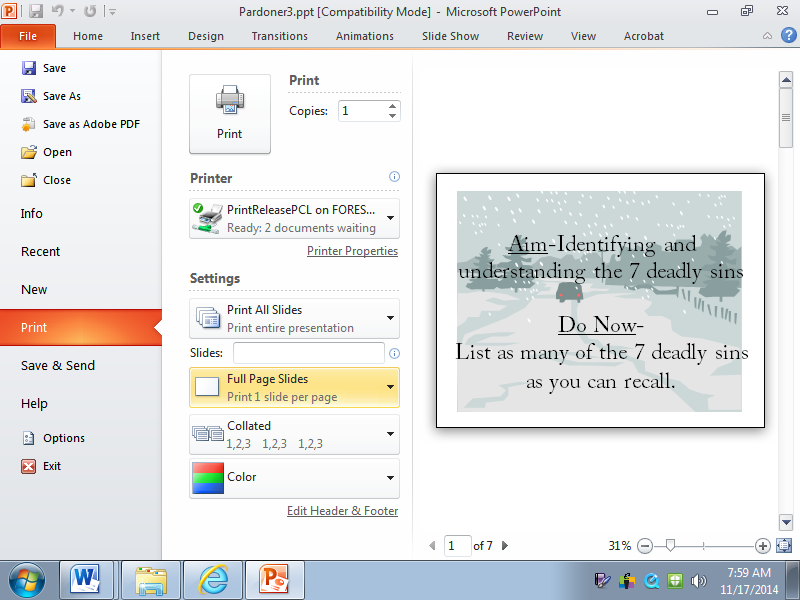 Pardoner3.ppt [Compatibility Mode] - Microsoft PowerPoint
File Home Insert Design Transitions Animations Slide Show Review View Acrobat
Save
Save As
Save as Adobe PDF
Open
Close
Info
Recent
New
Print
Save & Send
Help
Options
Exit
Print
Print
Copies: 1
Printer
PrintReleasePCL on FORES...
Ready: 2 documents waiting
Printer Properties
Settings
Print All Slides
Print entire presentation
Slides:
Full Page Slides
Print 1 slide per page
Collated
1,2,3 1,2,3 1,2,3
Color
Edit Header & Footer
Aim-Identifying and
understanding the 7 deadly sins
Do Now-
List as many of the 7 deadly sins
as you can recall.
1 of 7
31%
7:59 AM
11/17/2014